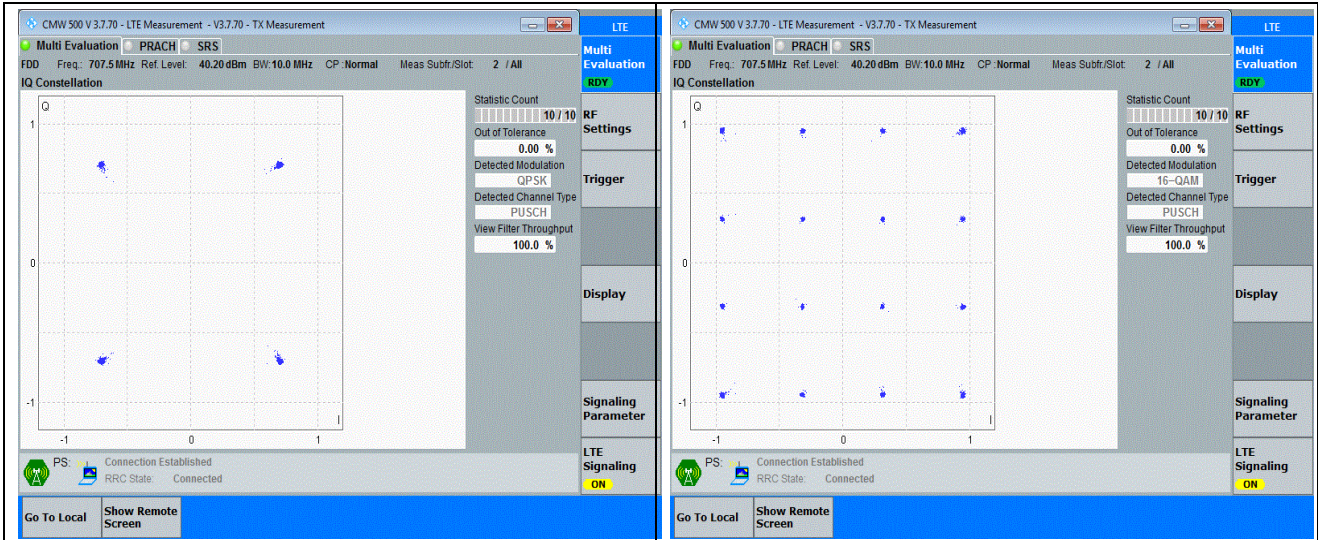 CMW 500 V 3.7.70 - LTE Measurement - V3.7.70 - TX Measurement
LTE
Multi Evaluation PRACH SRS
Multi
Evaluation
RDY
FDD Freq.: 707.5 MHz Ref. Level: 40.20 dBm BW: 10.0 MHz CP : Normal Meas Subfr./Slot: 2 / All
IQ Constellation
Q
1
0
-1
I
-1 0 1
Statistic Count
10 / 10
Out of Tolerance
0.00 %
Detected Modulation
QPSK
Detected Channel Type
PUSCH
View Filter Throughput
100.0 %
RF
Settings
Trigger
Display
Signaling
Parameter
LTE
Signaling
ON
PS: Connection Established
RRC State: Connected
Go To Local
Show Remote
Screen
CMW 500 V 3.7.70 - LTE Measurement - V3.7.70 - TX Measurement
LTE
Multi Evaluation PRACH SRS
Multi
Evaluation
RDY
FDD Freq.: 707.5 MHz Ref. Level: 40.20 dBm BW: 10.0 MHz CP : Normal Meas Subfr./Slot: 2 / All
IQ Constellation
Q
1
0
-1
I
-1 0 1
Statistic Count
10 / 10
Out of Tolerance
0.00 %
Detected Modulation
16-QAM
Detected Channel Type
PUSCH
View Filter Throughput
100.0 %
RF
Settings
Trigger
Display
Signaling
Parameter
LTE
Signaling
ON
PS: Connection Established
RRC State: Connected
Go To Local
Show Remote
Screen